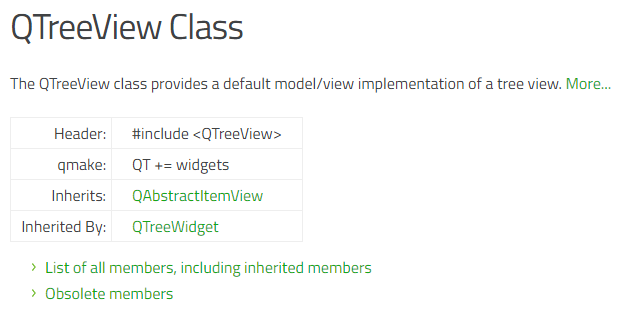 QTreeView Class
The QTreeView class provides a default model/view implementation of a tree view. More...
Header: #include <QTreeView>
qmake: QT += widgets
Inherits: QAbstractItemView
Inherited By: QTreeWidget
List of all members, including inherited members
Obsolete members